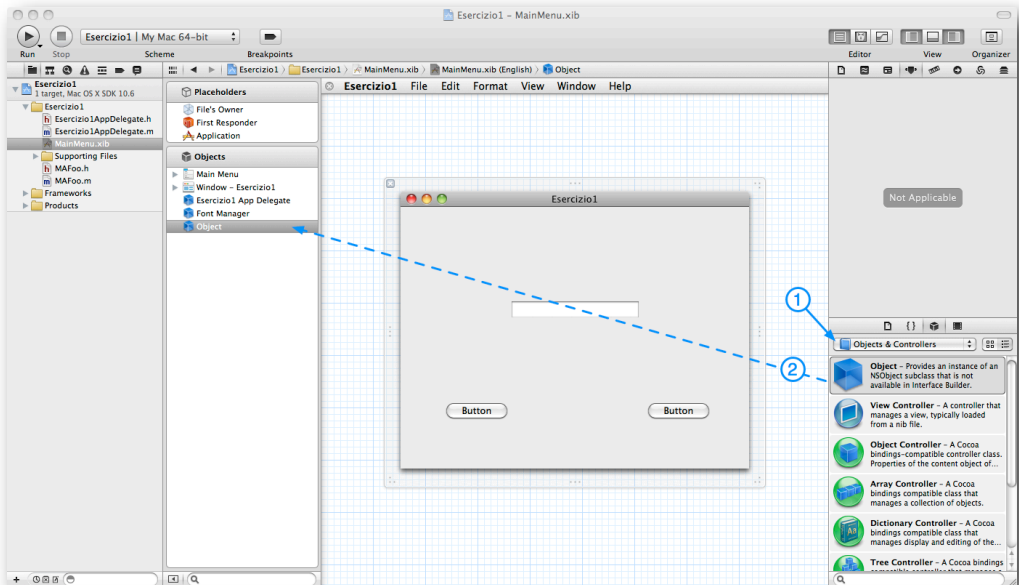 Esercizio1 - MainMenu.xib
Run
Stop
Esercizio1 | My Mac 64-bit
Scheme
Breakpoints
Editor
View
Organizer
Esercizio1
Esercizio1
MainMenu.xib
MainMenu.xib (English)
Object
Esercizio1
1 target, Mac OS X SDK 10.6
Esercizio1
Esercizio1AppDelegate.h
Esercizio1AppDelegate.m
MainMenu.xib
Supporting Files
MAFoo.h
MAFoo.m
Frameworks
Products
Placeholders
File's Owner
First Responder
Application
Objects
Main Menu
Window - Esercizio1
Esercizio1 App Delegate
Font Manager
Object
Esercizio1 File Edit Format View Window Help
Esercizio1
Button
Button
1
2
Not Applicable
Objects & Controllers
Object - Provides an instance of an
NSObject subclass that is not
available in Interface Builder.
View Controller - A controller that
manages a view, typically loaded
from a nib file.
Object Controller - A Cocoa
bindings-compatible controller class.
Properties of the content object of...
Array Controller - A Cocoa
bindings compatible class that
manages a collection of objects.
Dictionary Controller - A Cocoa
bindings compatible class that
manages display and editing of the...
Tree Controller - A Cocoa bindings